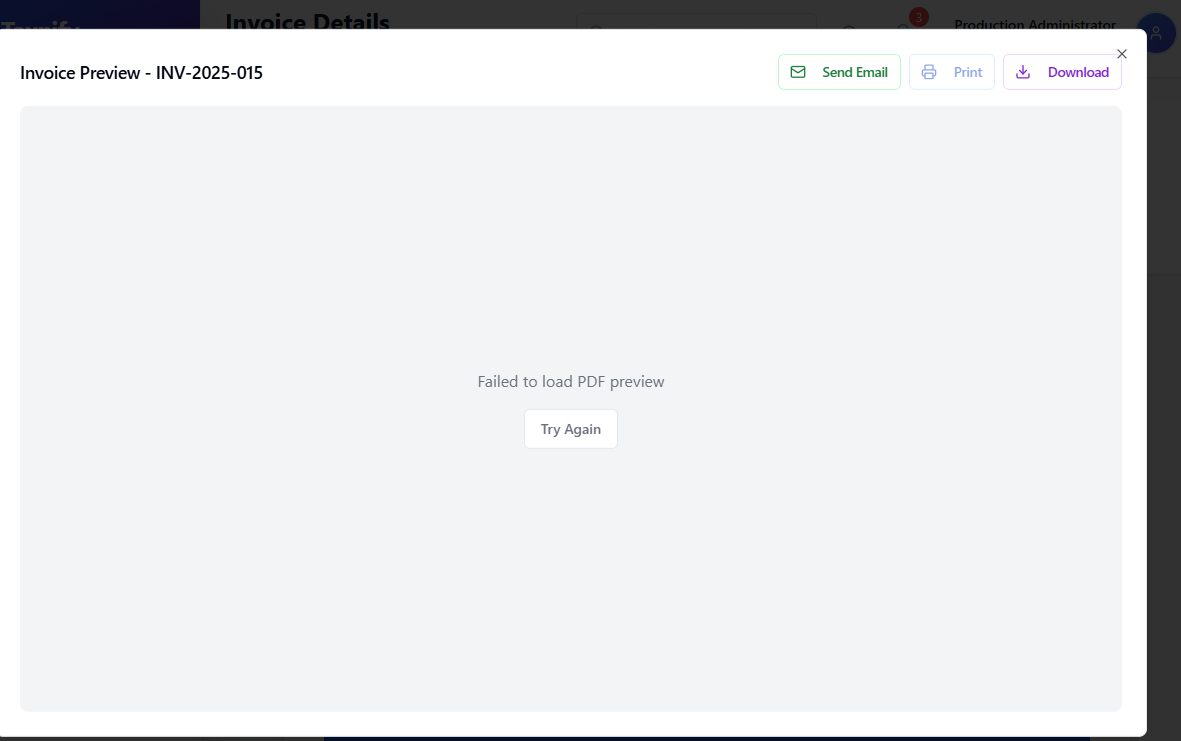 Invoice Details
3
Production Administrator
Invoice Preview - INV-2025-015
Send Email
Print
Download
Failed to load PDF preview
Try Again